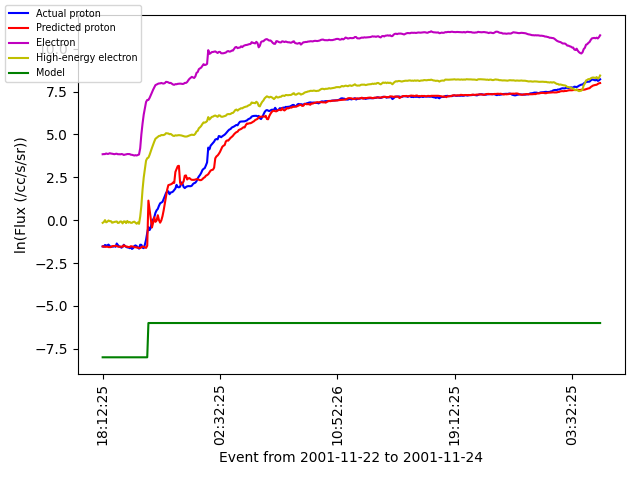 Actual proton
Predicted proton
Electron
High-energy electron
Model
10.0
7.5
5.0
2.5
0.0
−2.5
−5.0
−7.5
ln(Flux (/cc/s/sr))
18:12:25
02:32:25
10:52:26
19:12:25
03:32:25
Event from 2001-11-22 to 2001-11-24